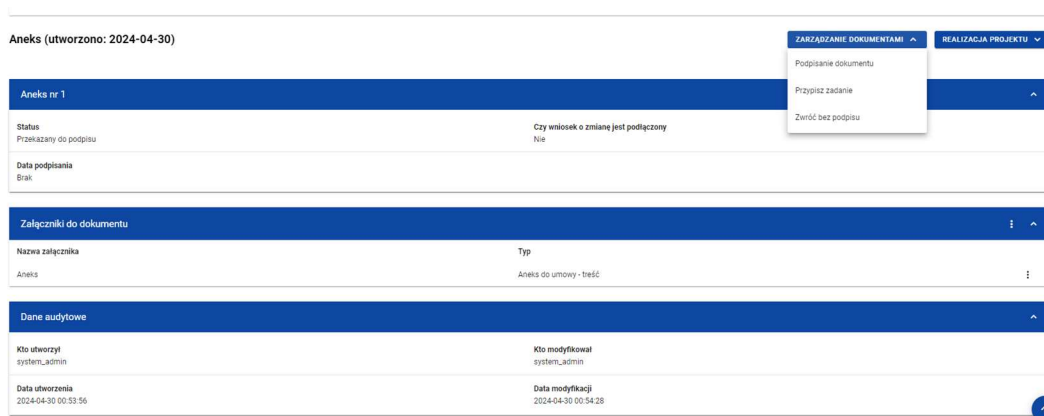 Aneks (utworzono: 2024-04-30)
ZARZĄDZANIE DOKUMENTAMI
REALIZACJA PROJEKTU
Podpisanie dokumentu
Przypisz zadanie
Zwróć bez podpisu
Aneks nr 1
Status
Czy wniosek o zmianę jest podłączony
Przekazany do podpisu
Nie
Data podpisania
Brak
Załączniki do dokumentu
Nazwa załącznika
Typ
Aneks
Aneks do umowy - treść
Dane audytowe
Kto utworzył
Kto modyfikował
system_admin
system_admin
Data utworzenia
Data modyfikacji
2024-04-30 00:53:56
2024-04-30 00:54:28